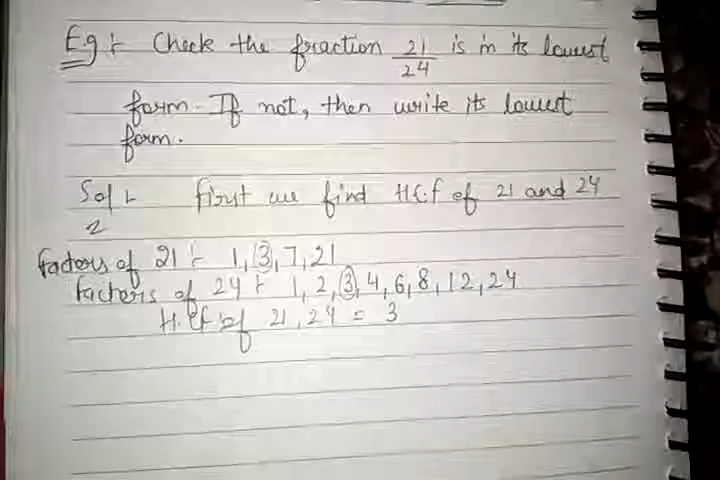 Eg :- Check the fraction 21/24 is in its lowest
form. If not, then write its lowest
form.
Sol :- First we find H.C.f of 21 and 24
factors of 21 :- 1, 3, 7, 21
factors of 24 :- 1, 2, 3, 4, 6, 8, 12, 24
H.C.f of 21, 24 = 3